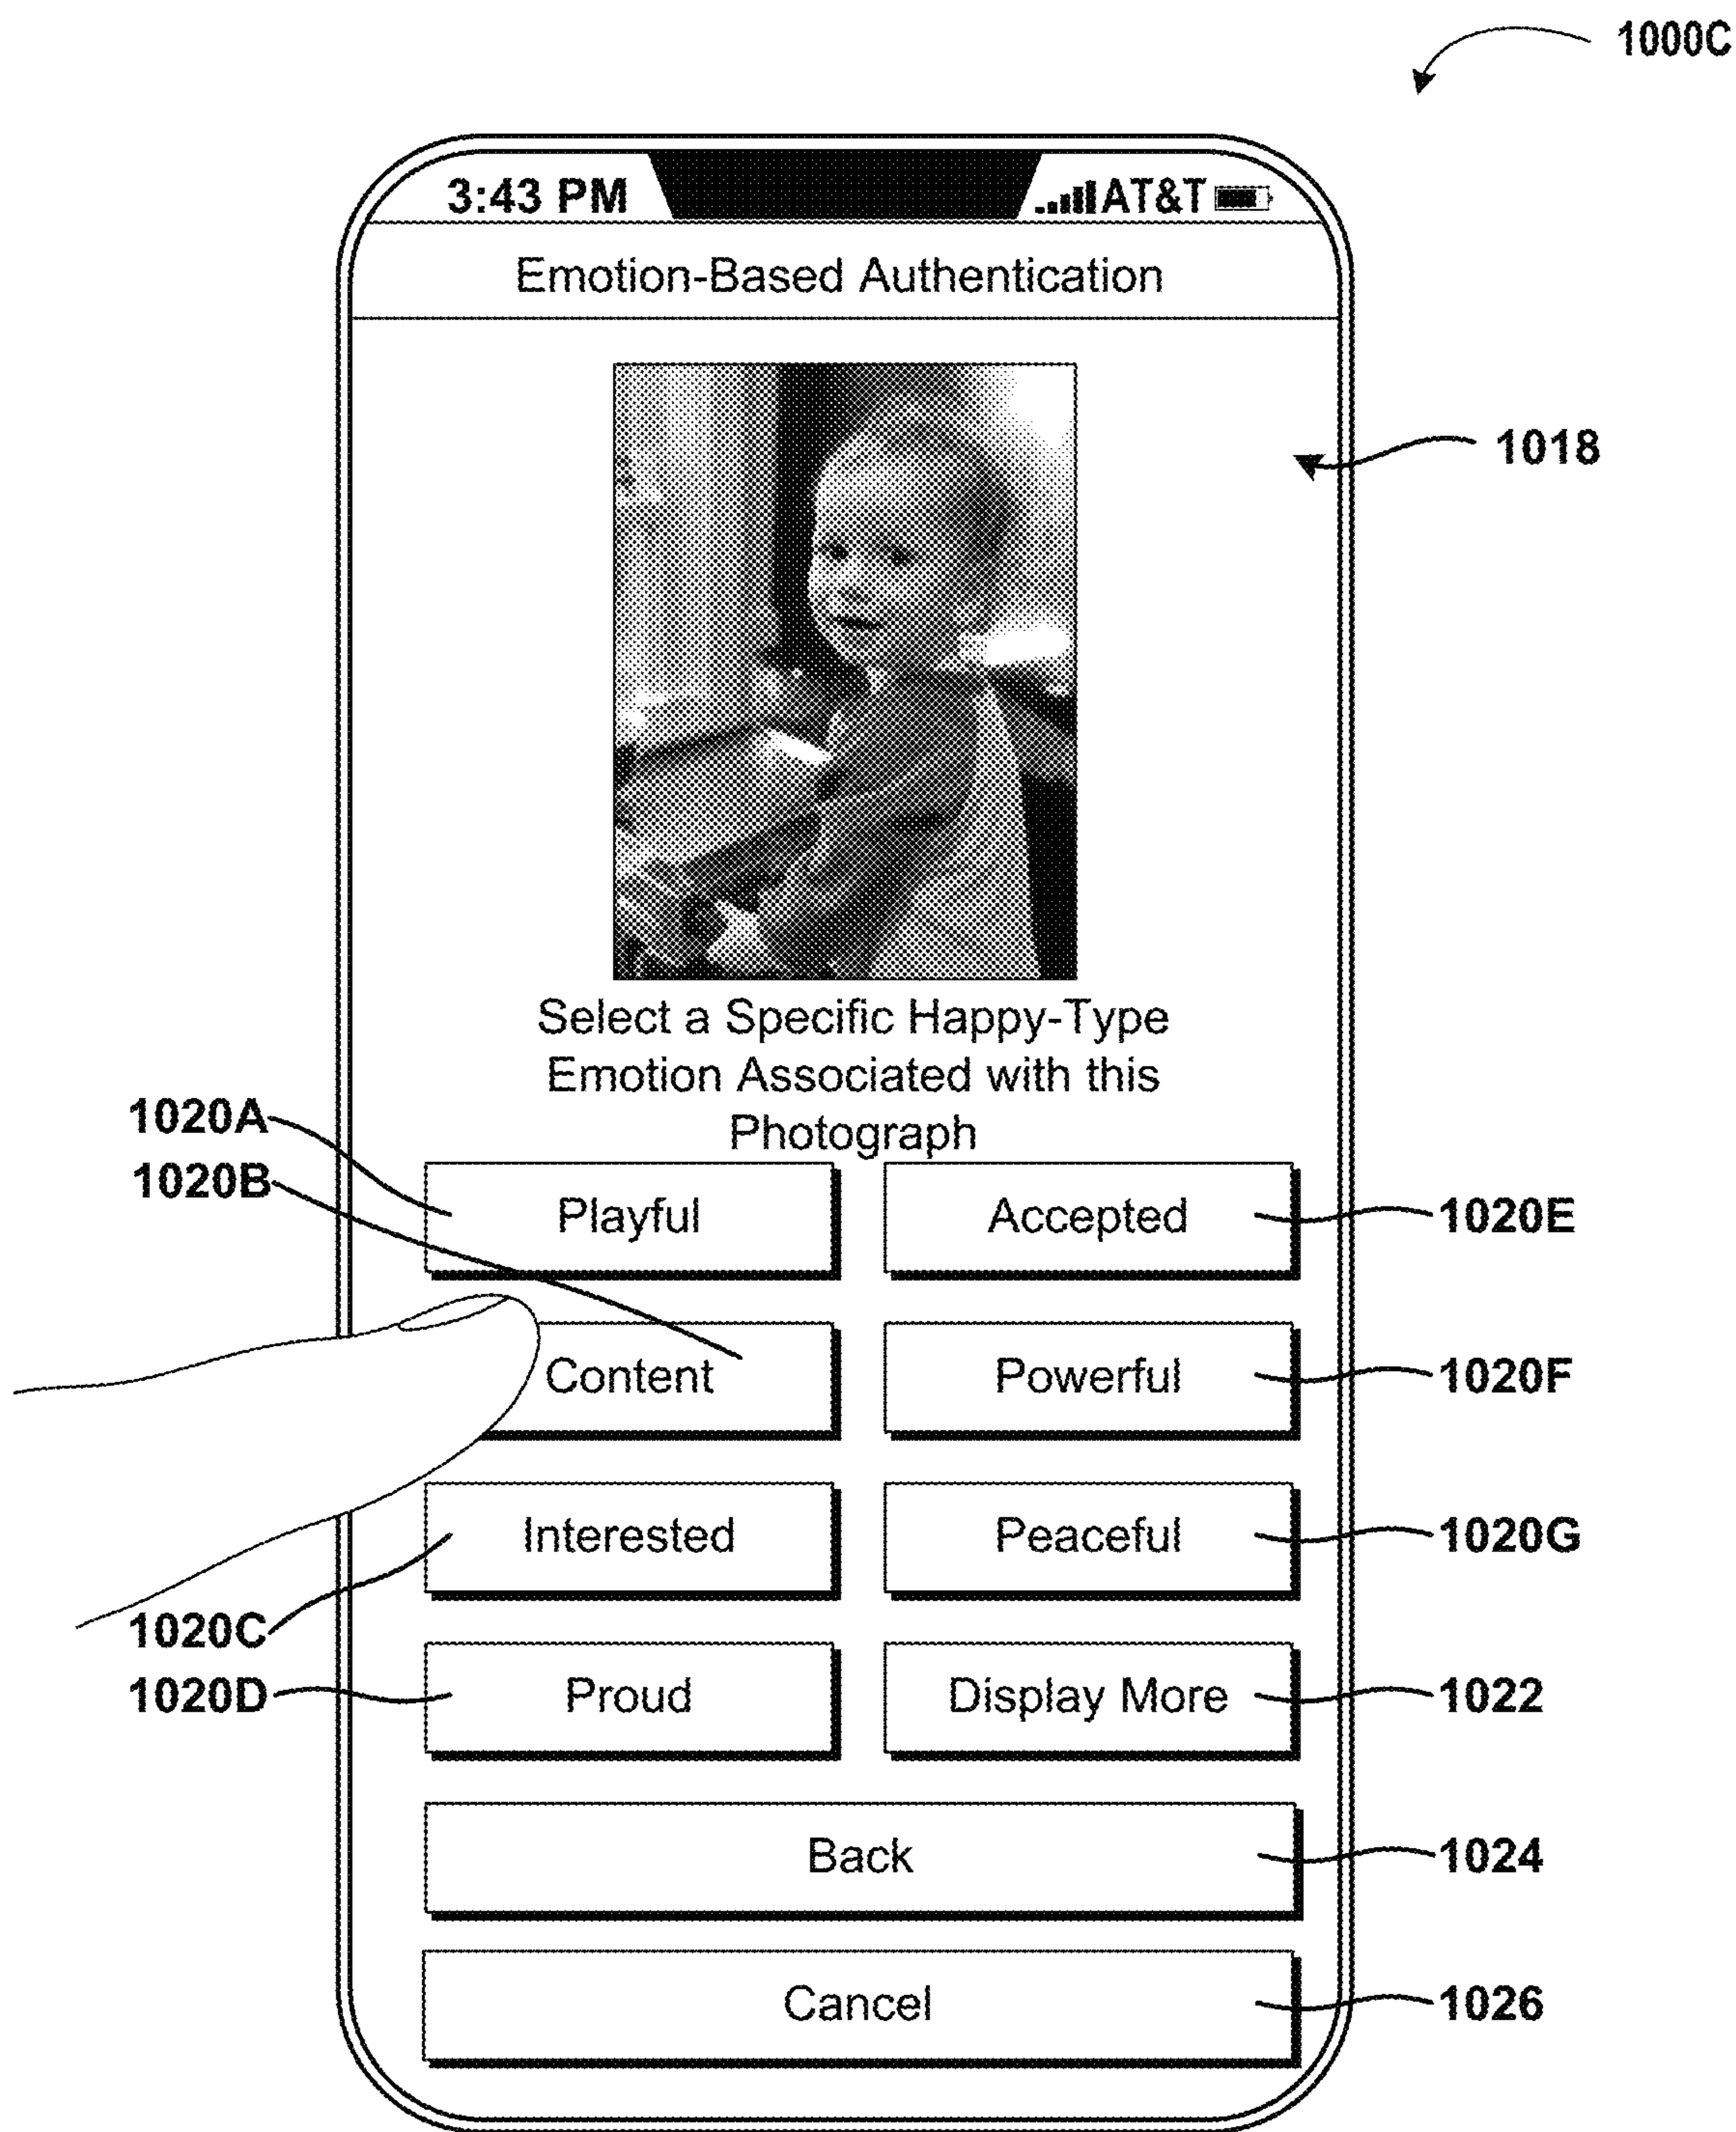 1000C
3:43 PM
AT&T
Emotion-Based Authentication
1018
Select a Specific Happy-Type
Emotion Associated with this
Photograph
1020A
1020B
Playful
Accepted
1020E
Content
Powerful
1020F
Interested
Peaceful
1020G
1020C
1020D
Proud
Display More
1022
Back
1024
Cancel
1026